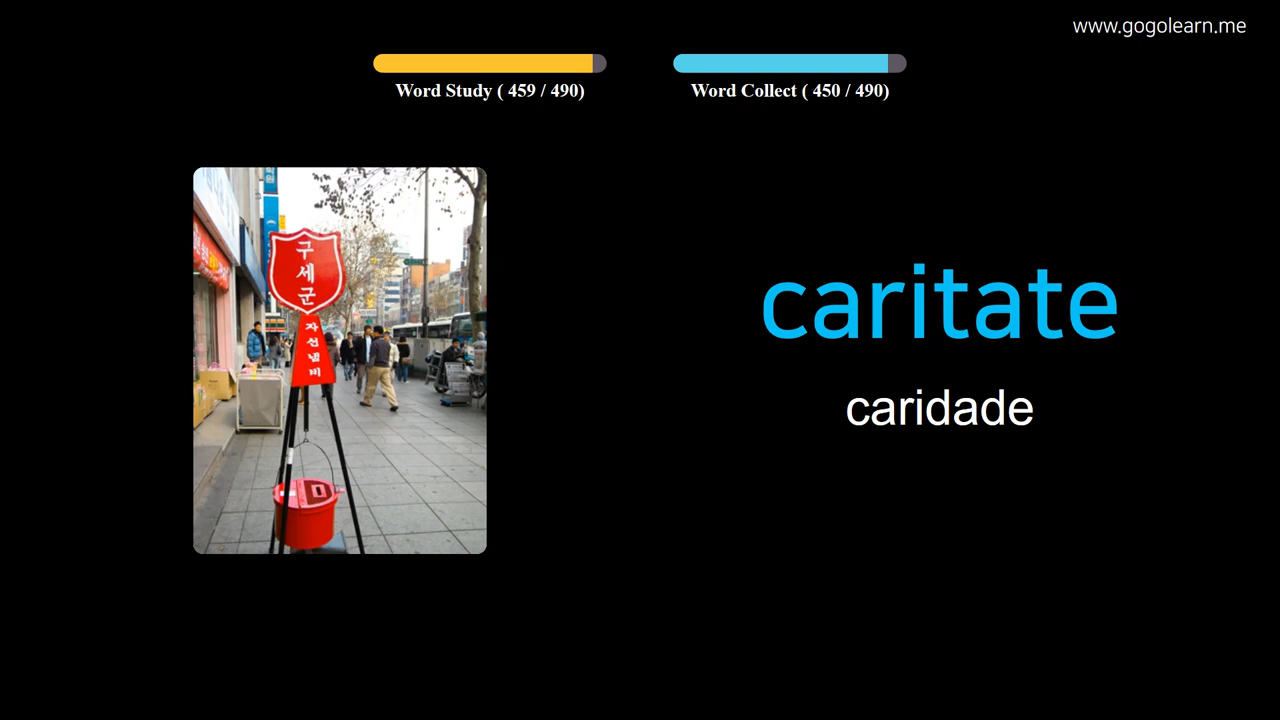 www.gogolearn.me
Word Study ( 459 / 490)
Word Collect ( 450 / 490)
구
세
군
자
선
냄
비
caritate
caridade